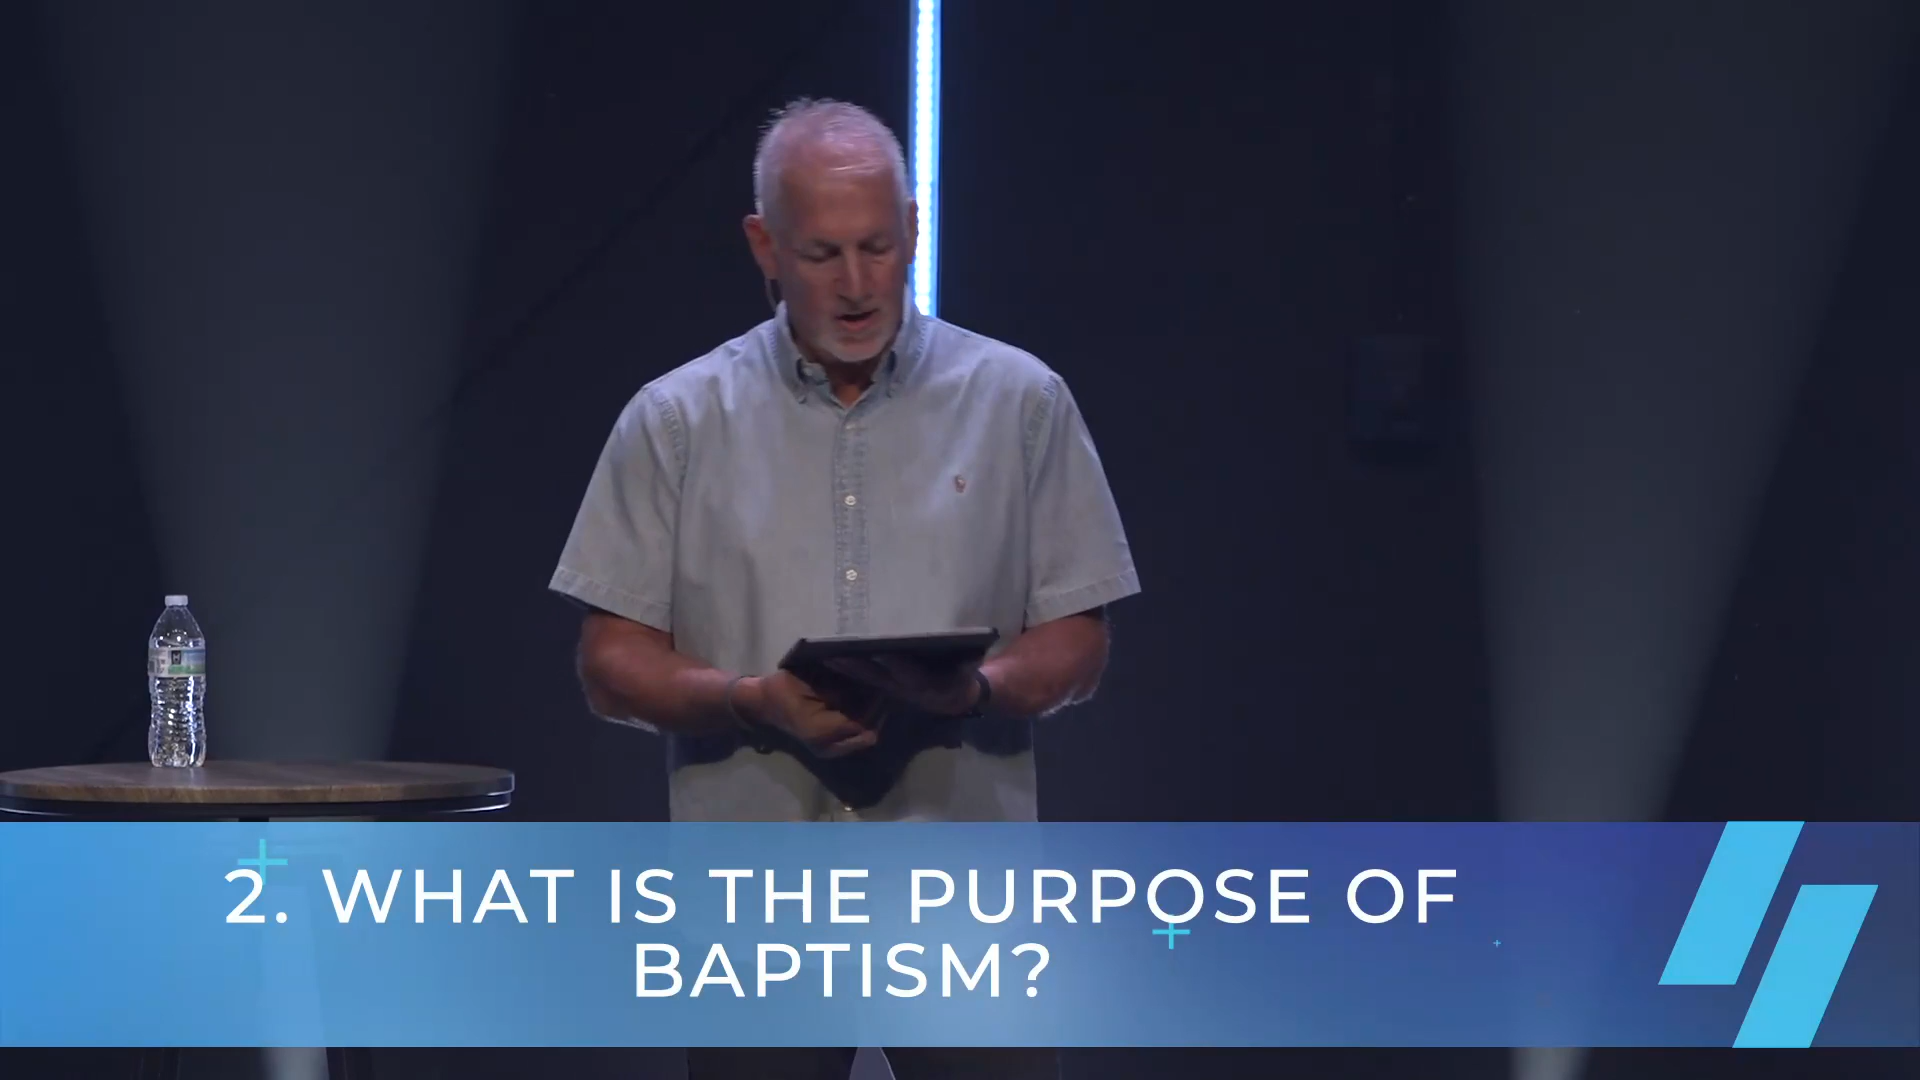 2. WHAT IS THE PURPOSE OF
BAPTISM?